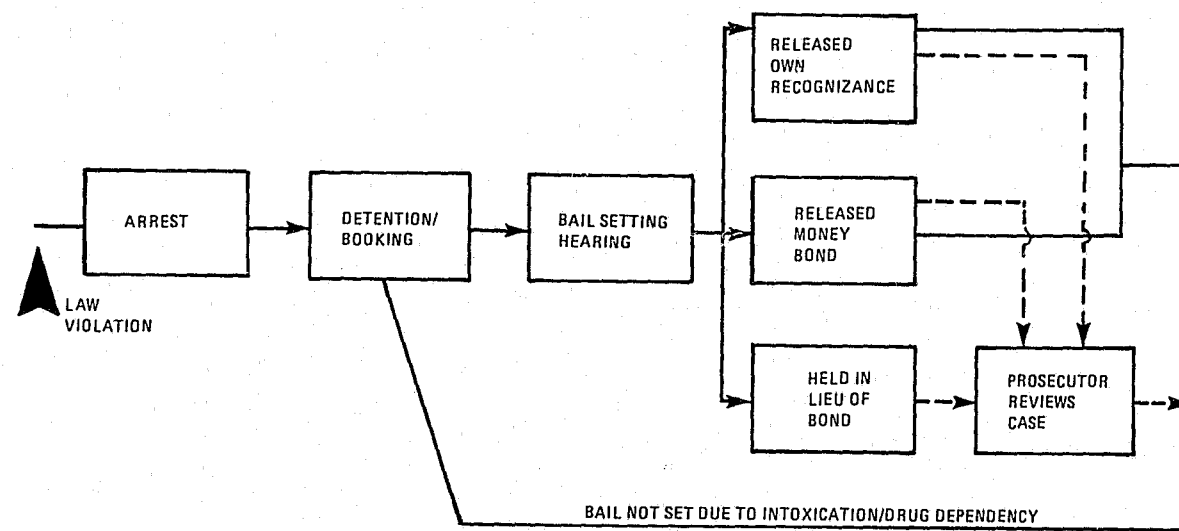 RELEASED
OWN
RECOGNIZANCE
ARREST
DETENTION/
BOOKING
BAIL SETTING
HEARING
RELEASED
MONEY
BOND
LAW
VIOLATION
HELD IN
LIEU OF
BOND
PROSECUTOR
REVIEWS
CASE
BAIL NOT SET DUE TO INTOXICATION/DRUG DEPENDENCY